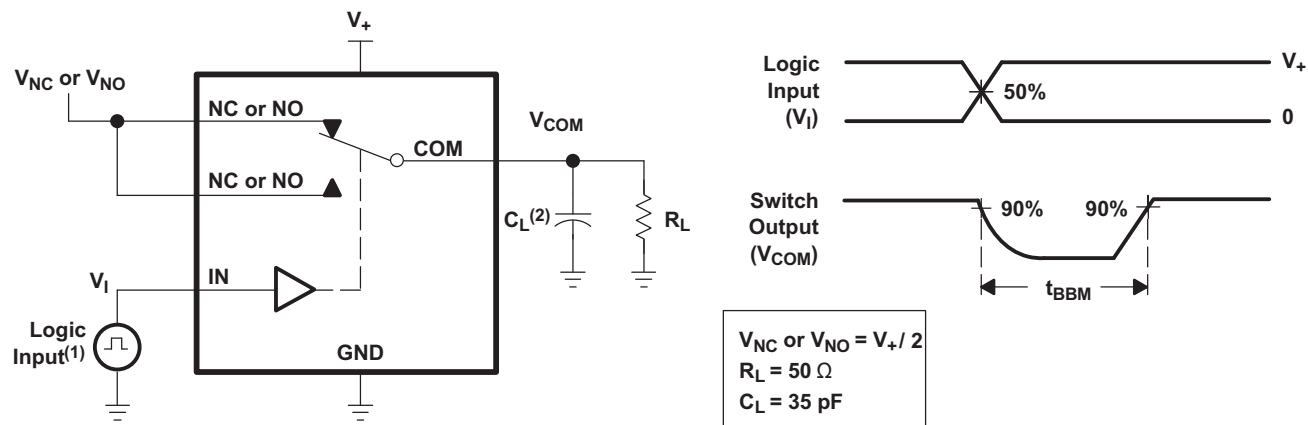 V+
VNC or VNO
NC or NO
VCOM
COM
NC or NO
CL(2)
RL
VI
IN
Logic
Input(1)
GND
Logic
Input
(VI)
V+
50%
0
Switch
Output
(VCOM)
90%
90%
tBBM
VNC or VNO = V+/ 2
RL = 50 Ω
CL = 35 pF